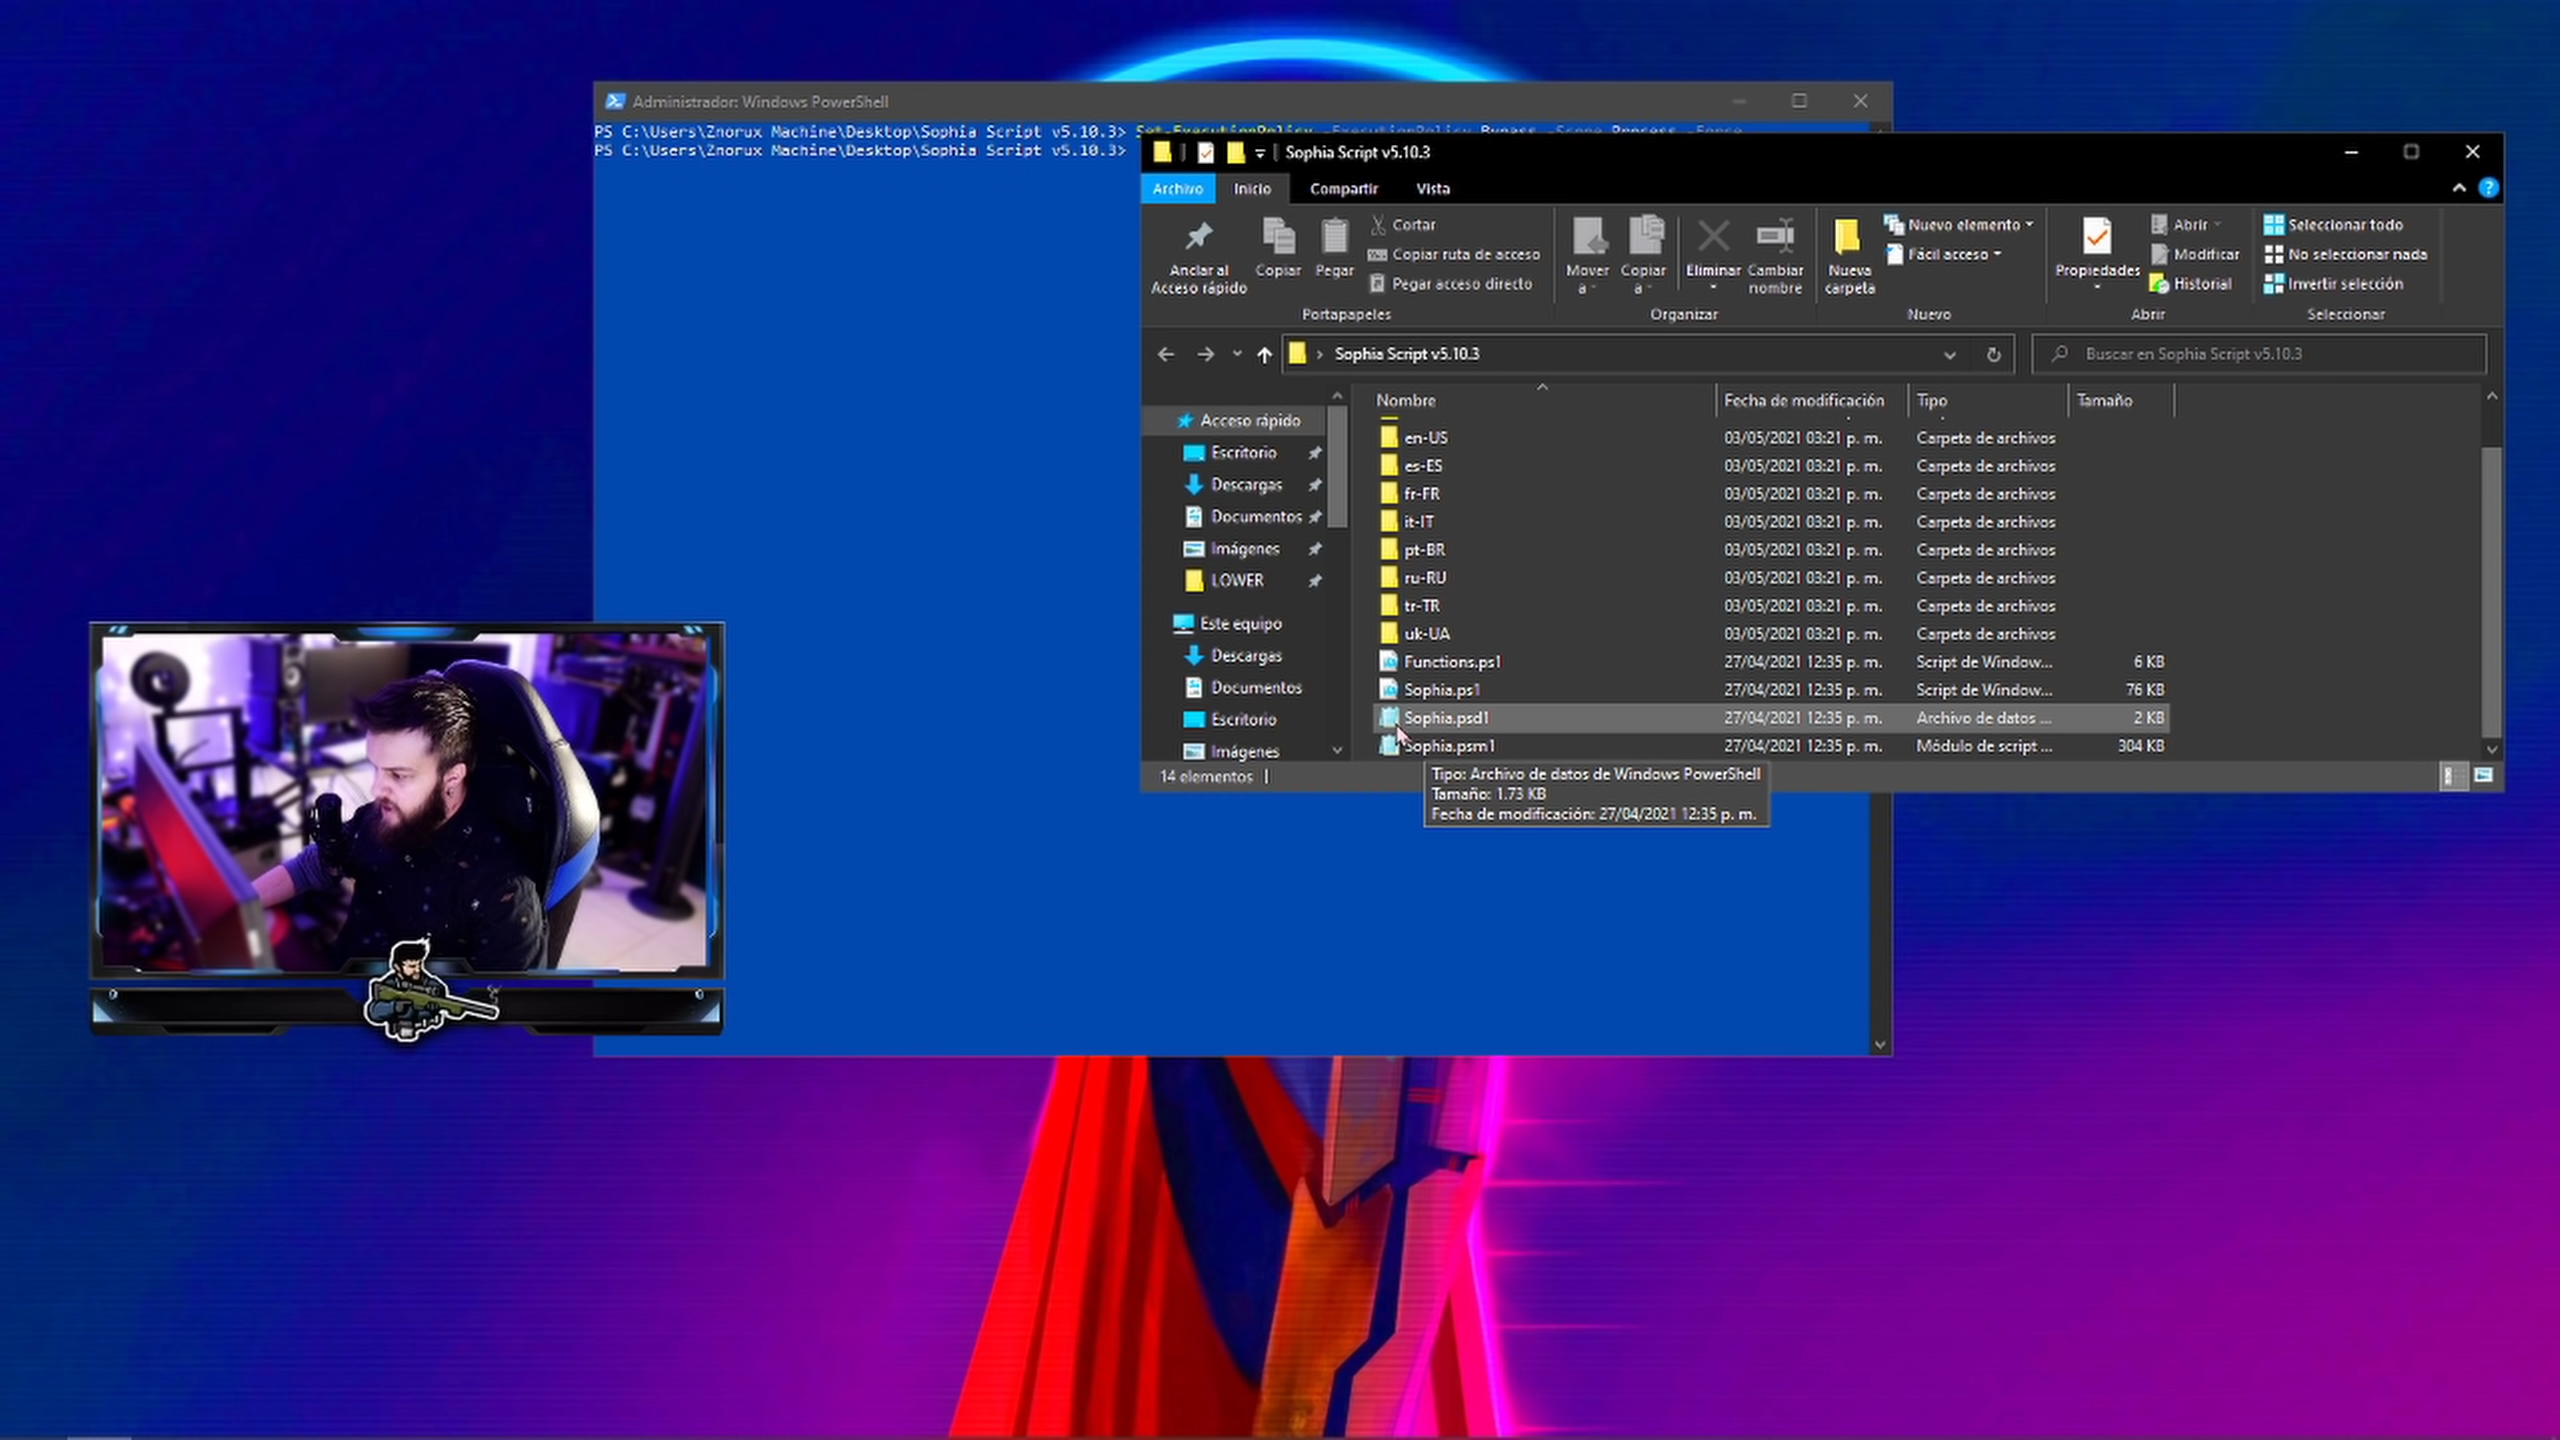 Administrador: Windows PowerShell
PS C:\Users\Znorux Machine\Desktop\Sophia Script v5.10.3> Set-ExecutionPolicy -ExecutionPolicy Bypass -Scope Process -Force
PS C:\Users\Znorux Machine\Desktop\Sophia Script v5.10.3>
Sophia Script v5.10.3
Archivo Inicio Compartir Vista
Anclar al Acceso rápido
Copiar
Pegar
Cortar
Copiar ruta de acceso
Pegar acceso directo
Portapapeles
Mover a
Copiar a
Eliminar
Cambiar nombre
Organizar
Nueva carpeta
Nuevo elemento
Fácil acceso
Nuevo
Propiedades
Abrir
Modificar
Historial
Abrir
Seleccionar todo
No seleccionar nada
Invertir selección
Seleccionar
Sophia Script v5.10.3
Buscar en Sophia Script v5.10.3
Acceso rápido
Escritorio
Descargas
Documentos
Imágenes
LOWER
Este equipo
Descargas
Documentos
Escritorio
Imágenes
Nombre Fecha de modificación Tipo Tamaño
en-US 03/05/2021 03:21 p. m. Carpeta de archivos
es-ES 03/05/2021 03:21 p. m. Carpeta de archivos
fr-FR 03/05/2021 03:21 p. m. Carpeta de archivos
it-IT 03/05/2021 03:21 p. m. Carpeta de archivos
pt-BR 03/05/2021 03:21 p. m. Carpeta de archivos
ru-RU 03/05/2021 03:21 p. m. Carpeta de archivos
tr-TR 03/05/2021 03:21 p. m. Carpeta de archivos
uk-UA 03/05/2021 03:21 p. m. Carpeta de archivos
Functions.ps1 27/04/2021 12:35 p. m. Script de Window... 6 KB
Sophia.ps1 27/04/2021 12:35 p. m. Script de Window... 76 KB
Sophia.psd1 27/04/2021 12:35 p. m. Archivo de datos ... 2 KB
Sophia.psm1 27/04/2021 12:35 p. m. Módulo de script ... 304 KB
14 elementos
Tipo: Archivo de datos de Windows PowerShell
Tamaño: 1.73 KB
Fecha de modificación: 27/04/2021 12:35 p. m.